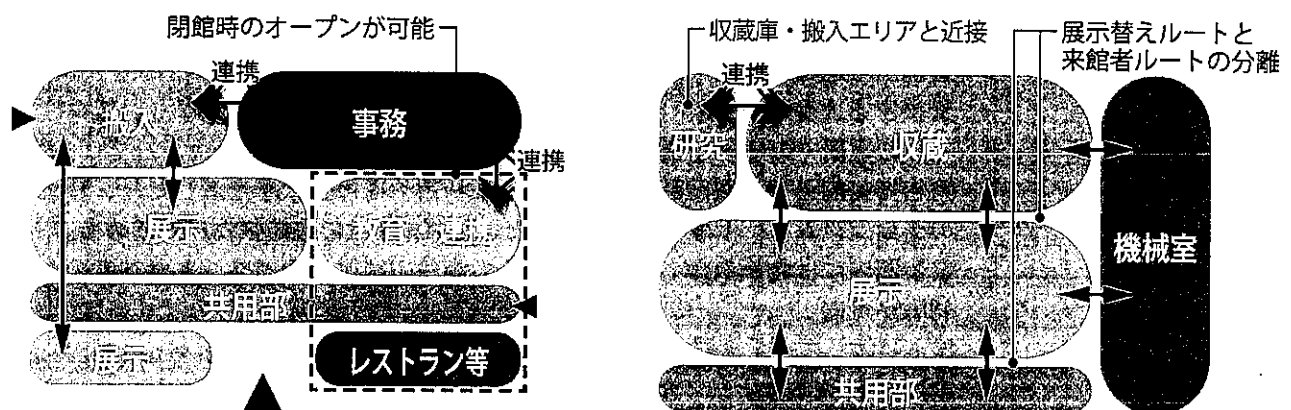 閉館時のオープンが可能
連携
搬入
事務
連携
展示
教育・連携
共用部
展示
レストラン等
収蔵庫・搬入エリアと近接
展示替えルートと
来館者ルートの分離
連携
研究
収蔵
展示
機械室
共用部